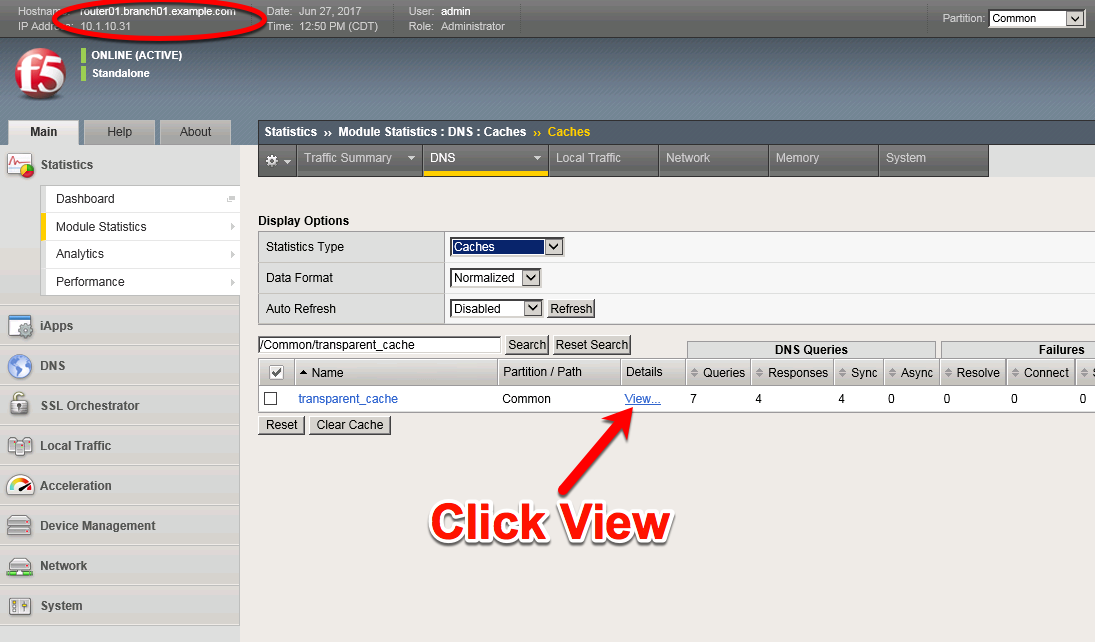 Hostname: router01.branch01.example.com Date: Jun 27, 2017 User: admin
IP Address: 10.1.10.31 Time: 12:50 PM (CDT) Role: Administrator
Partition: Common
f5
ONLINE (ACTIVE)
Standalone
Main Help About
Statistics ›› Module Statistics : DNS : Caches ›› Caches
Traffic Summary DNS Local Traffic Network Memory System
Statistics
Dashboard
Module Statistics
Analytics
Performance
iApps
DNS
SSL Orchestrator
Local Traffic
Acceleration
Device Management
Network
System
Display Options
Statistics Type Caches
Data Format Normalized
Auto Refresh Disabled Refresh
/Common/transparent_cache Search Reset Search
DNS Queries Failures
Name Partition / Path Details Queries Responses Sync Async Resolve Connect
transparent_cache Common View... 7 4 4 0 0 0 0
Reset Clear Cache
Click View